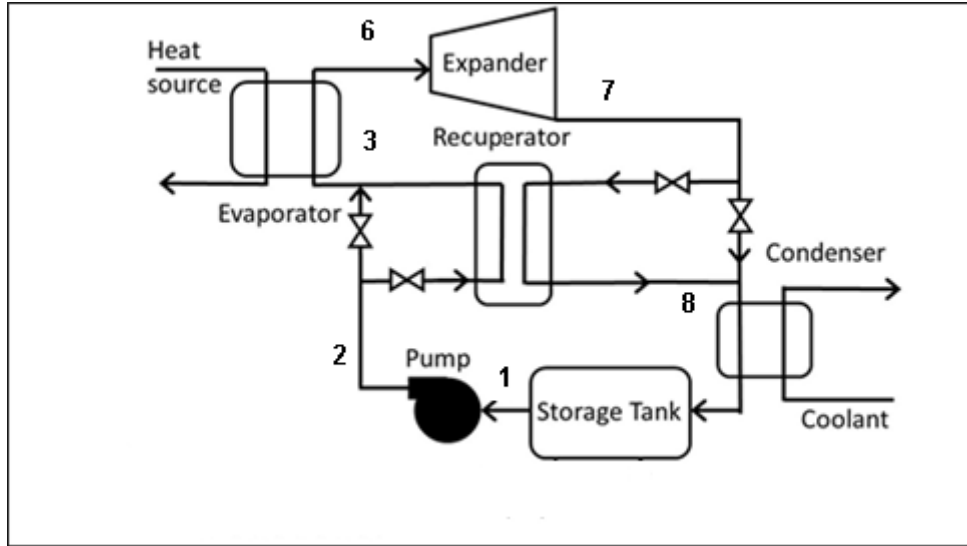 6
Heat
source
Expander
7
3
Recuperator
Evaporator
Condenser
8
2
Pump
1
Storage Tank
Coolant